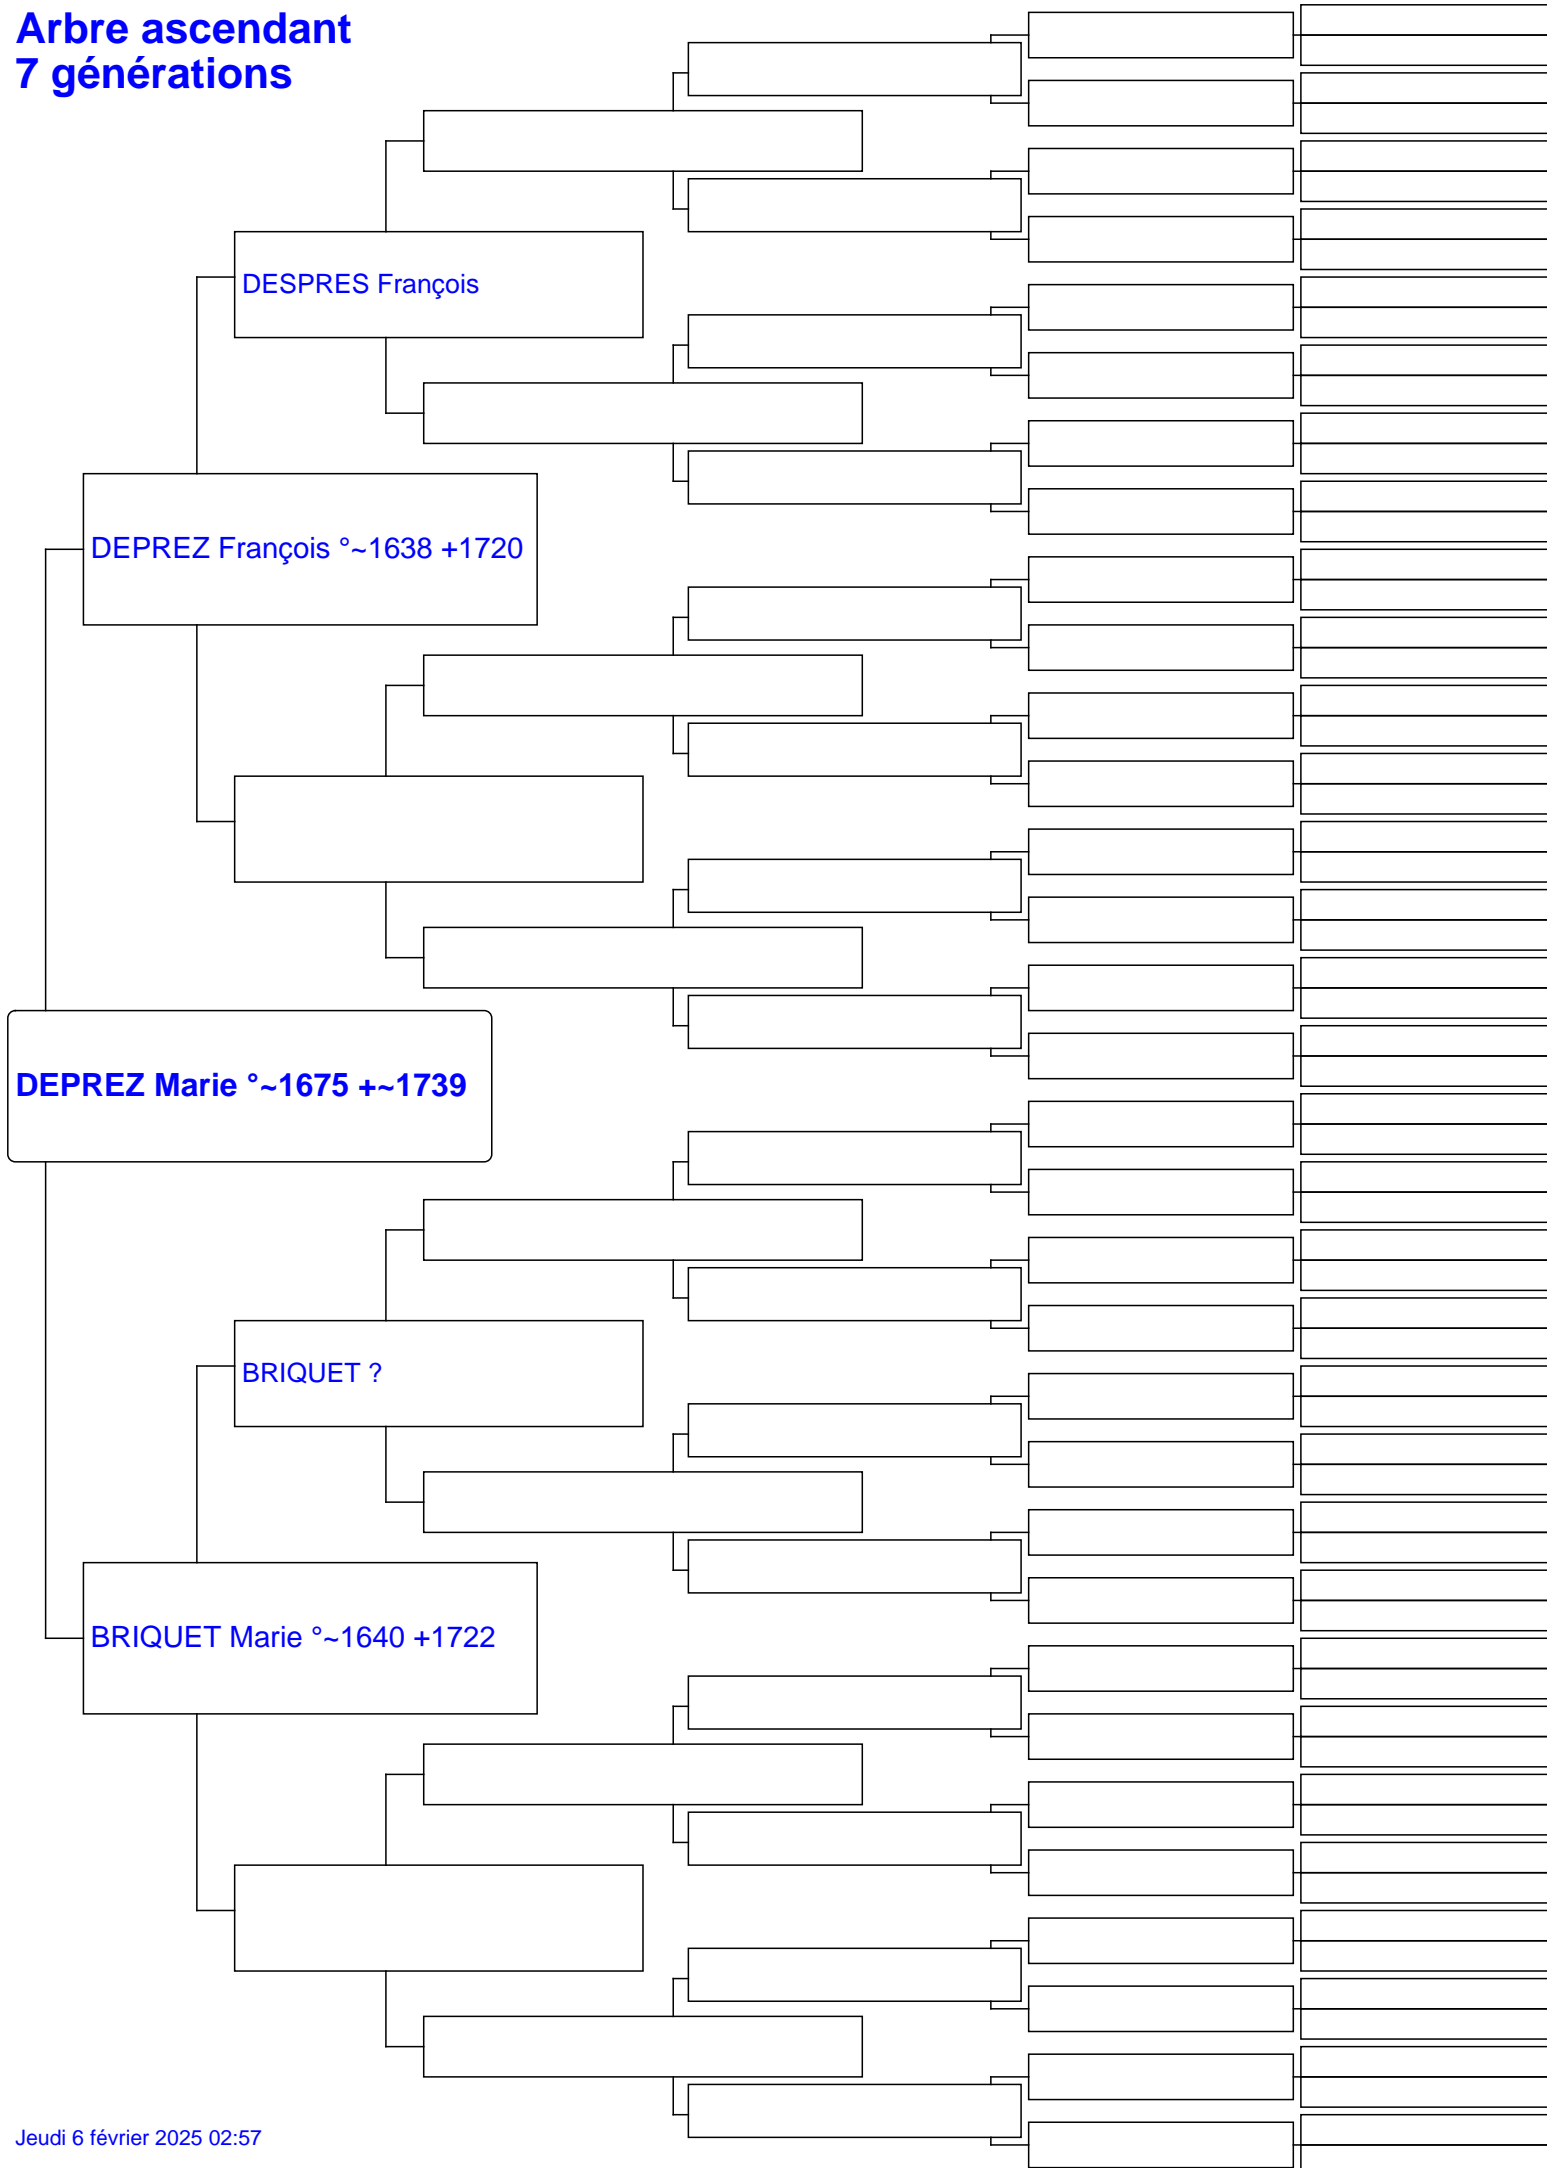 Arbre ascendant
7 générations
DESPRES François
DEPREZ François °~1638 +1720
DEPREZ Marie °~1675 +~1739
BRIQUET ?
BRIQUET Marie °~1640 +1722
Jeudi 6 février 2025 02:57